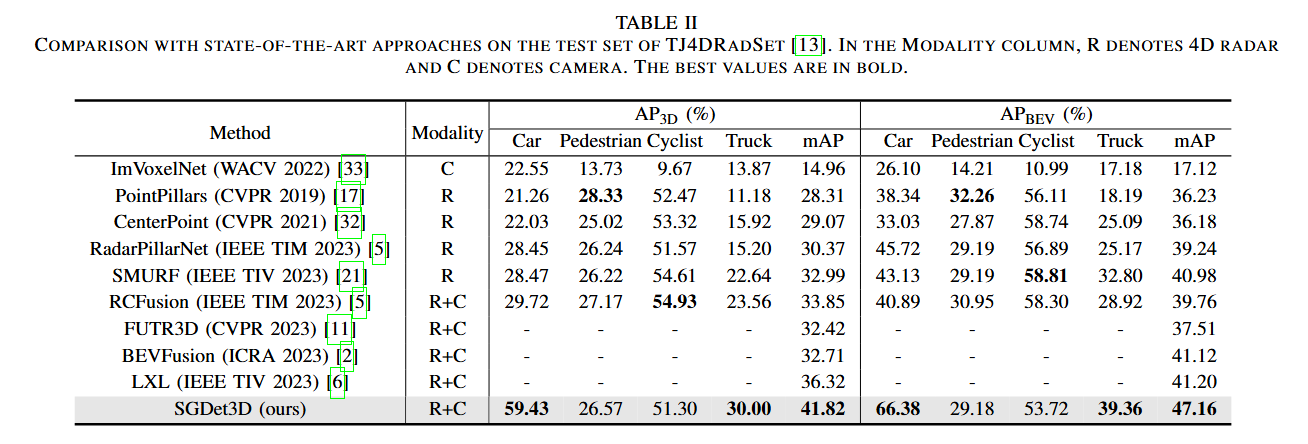 TABLE II
COMPARISON WITH STATE-OF-THE-ART APPROACHES ON THE TEST SET OF TJ4DRADSET [13]. IN THE MODALITY COLUMN, R DENOTES 4D RADAR
AND C DENOTES CAMERA. THE BEST VALUES ARE IN BOLD.
Method Modality AP3D (%) APBEV (%)
Car Pedestrian Cyclist Truck mAP Car Pedestrian Cyclist Truck mAP
ImVoxelNet (WACV 2022) [33] C 22.55 13.73 9.67 13.87 14.96 26.10 14.21 10.99 17.18 17.12
PointPillars (CVPR 2019) [17] R 21.26 28.33 52.47 11.18 28.31 38.34 32.26 56.11 18.19 36.23
CenterPoint (CVPR 2021) [32] R 22.03 25.02 53.32 15.92 29.07 33.03 27.87 58.74 25.09 36.18
RadarPillarNet (IEEE TIM 2023) [5] R 28.45 26.24 51.57 15.20 30.37 45.72 29.19 56.89 25.17 39.24
SMURF (IEEE TIV 2023) [21] R 28.47 26.22 54.61 22.64 32.99 43.13 29.19 58.81 32.80 40.98
RCFusion (IEEE TIM 2023) [5] R+C 29.72 27.17 54.93 23.56 33.85 40.89 30.95 58.30 28.92 39.76
FUTR3D (CVPR 2023) [11] R+C - - - - 32.42 - - - - 37.51
BEVFusion (ICRA 2023) [2] R+C - - - - 32.71 - - - - 41.12
LXL (IEEE TIV 2023) [6] R+C - - - - 36.32 - - - - 41.20
SGDet3D (ours) R+C 59.43 26.57 51.30 30.00 41.82 66.38 29.18 53.72 39.36 47.16